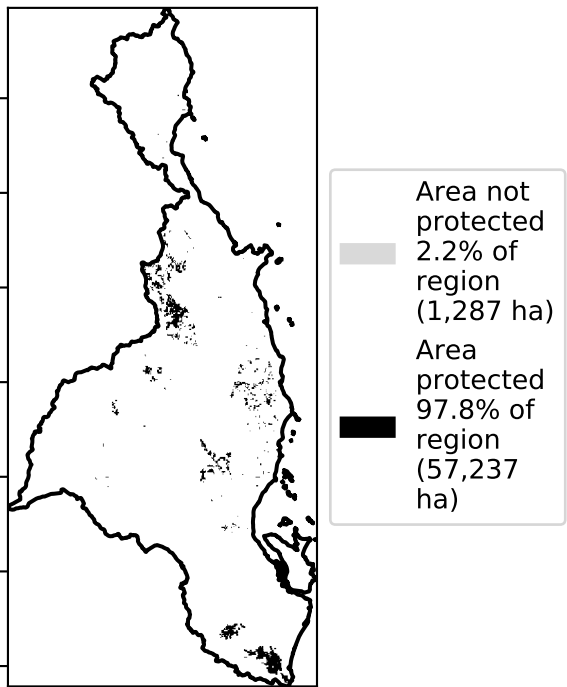 Area not
protected
2.2% of
region
(1,287 ha)
Area
protected
97.8% of
region
(57,237
ha)